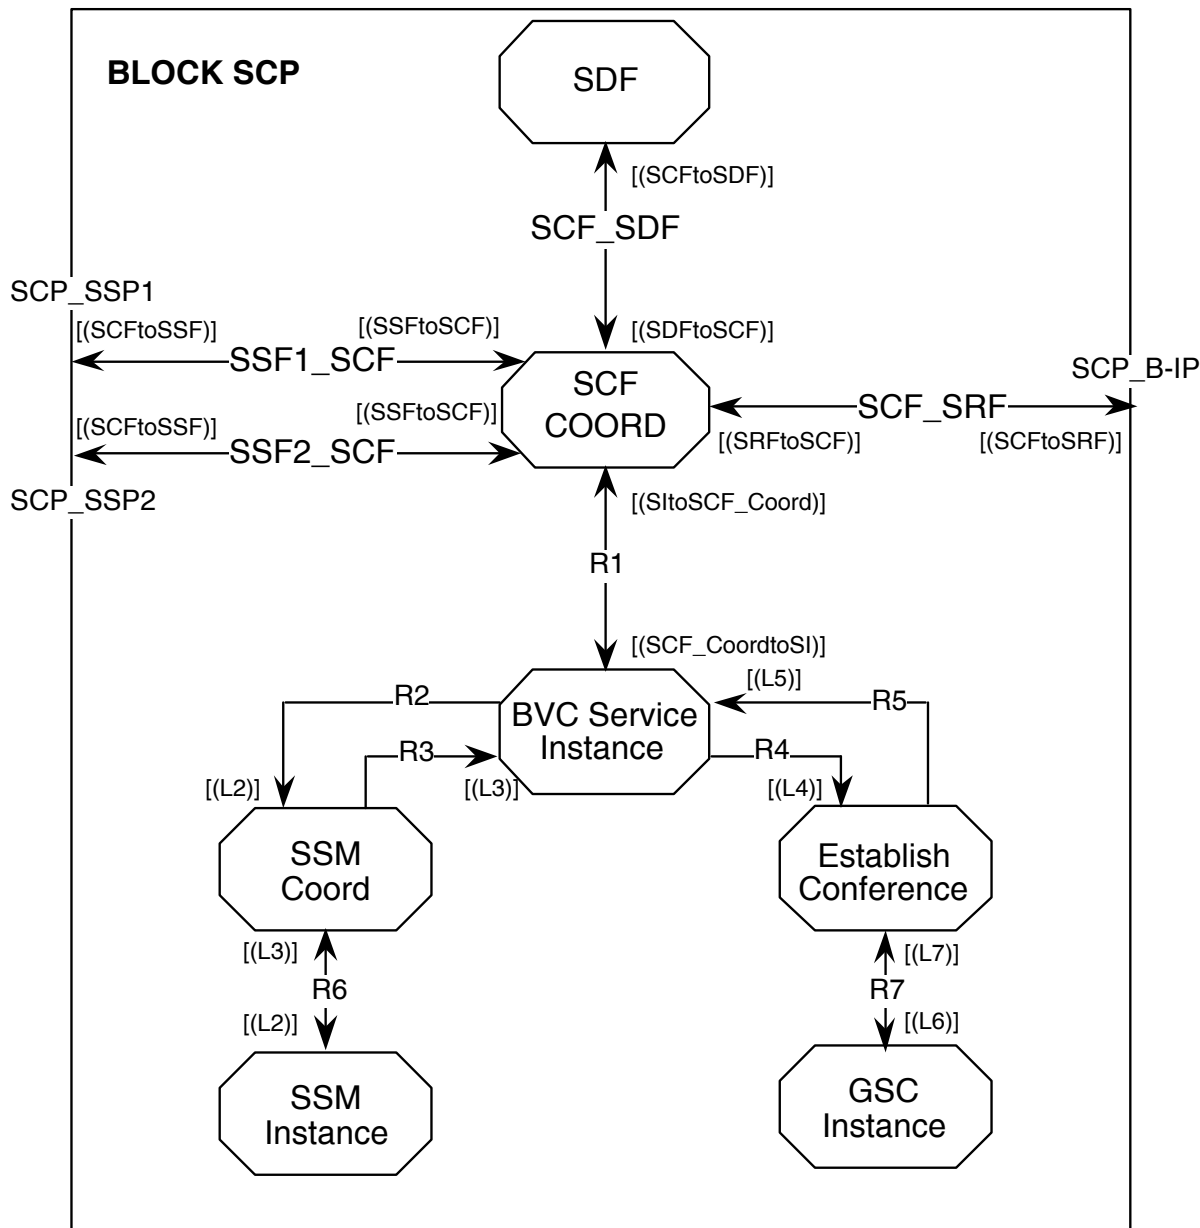 BLOCK SCP
SDF
[(SCFtoSDF)]
SCF_SDF
SCP_SSP1
[(SCFtoSSF)]
[(SSFtoSCF)]
[(SDFtoSCF)]
SSF1_SCF
SCF
COORD
SCP_B-IP
[(SCFtoSSF)]
[(SSFtoSCF)]
SCF_SRF
SSF2_SCF
[(SRFtoSCF)]
[(SCFtoSRF)]
SCP_SSP2
[(SItoSCF_Coord)]
R1
[(SCF_CoordtoSI)]
R2
[(L5)]
R5
BVC Service
Instance
R3
R4
[(L2)]
[(L3)]
[(L4)]
SSM
Coord
Establish
Conference
[(L3)]
[(L7)]
R6
R7
[(L2)]
[(L6)]
SSM
Instance
GSC
Instance